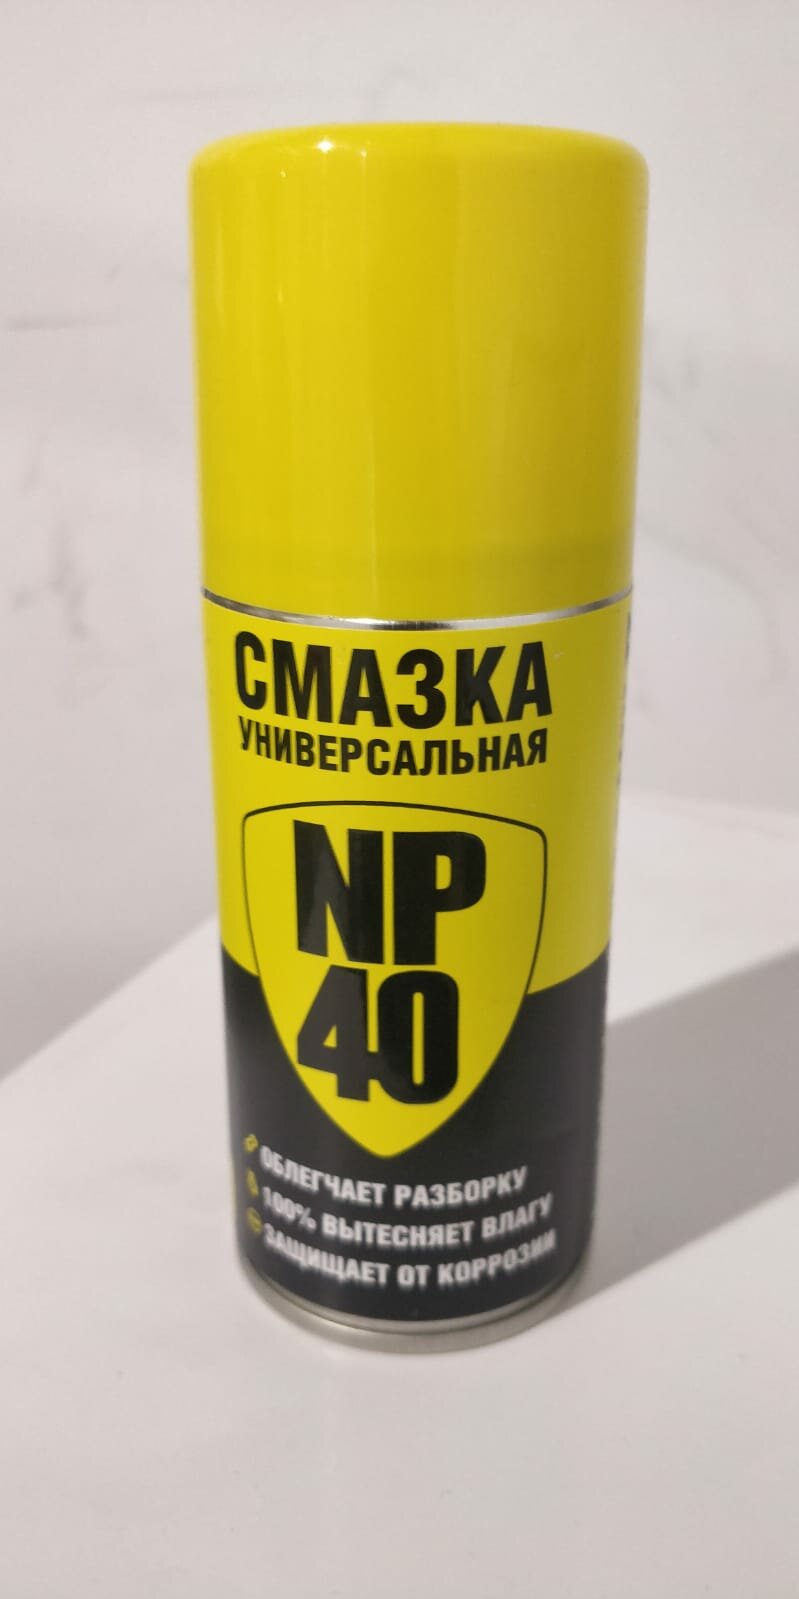 СМАЗКА
УНИВЕРСАЛЬНАЯ
NP
40
ОБЛЕГЧАЕТ РАЗБОРКУ
100% ВЫТЕСНЯЕТ ВЛАГУ
ЗАЩИЩАЕТ ОТ КОРРОЗИИ